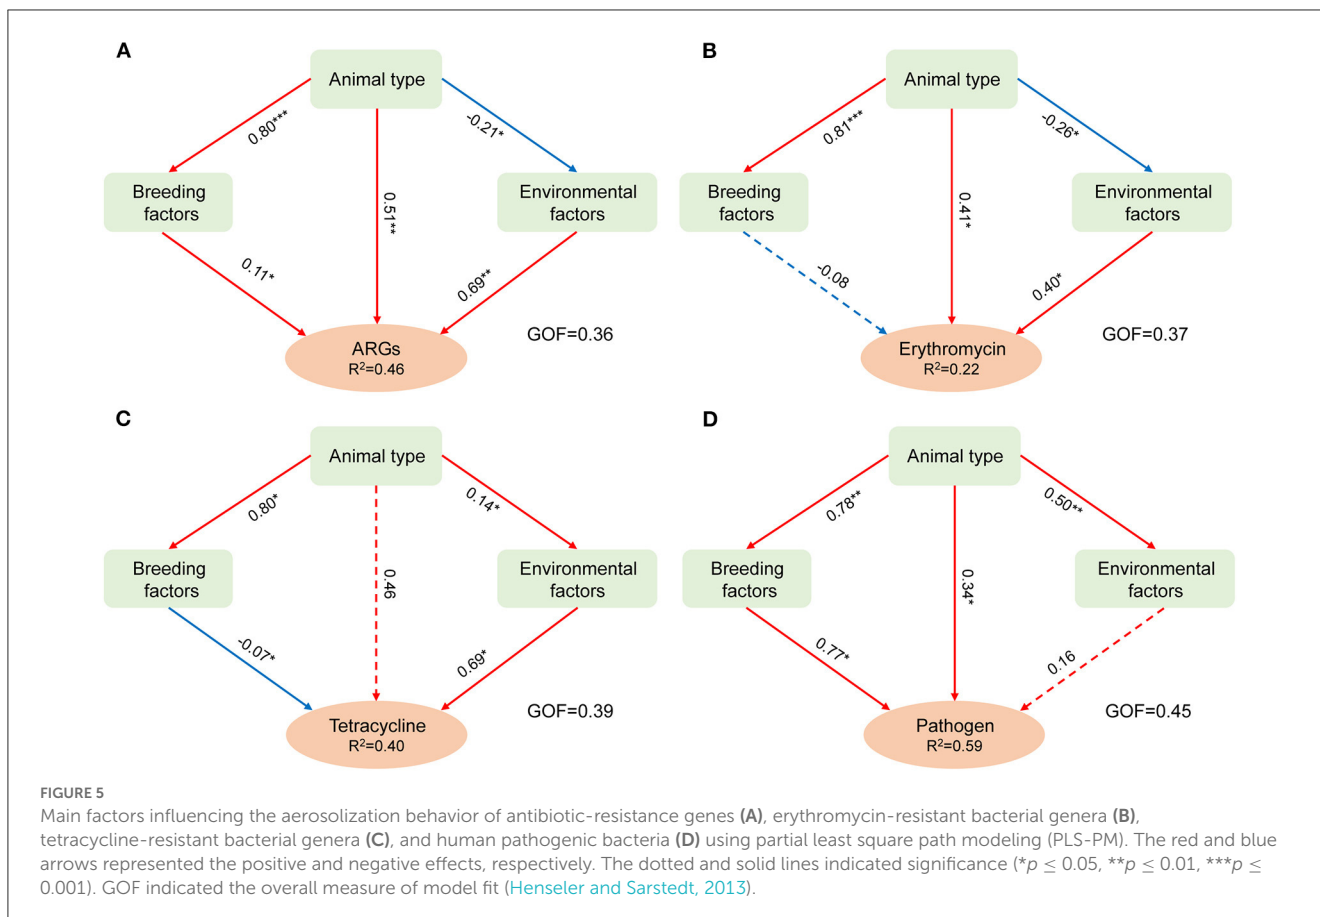 A
Animal type
0.80***
-0.21*
Breeding
factors
Environmental
factors
0.51**
0.11*
0.69**
ARGs
R²=0.46
GOF=0.36
B
Animal type
0.81***
-0.26*
Breeding
factors
Environmental
factors
0.41*
-0.08
0.40*
Erythromycin
R²=0.22
GOF=0.37
C
Animal type
0.80*
0.14*
Breeding
factors
Environmental
factors
0.46
-0.07*
0.69*
Tetracycline
R²=0.40
GOF=0.39
D
Animal type
0.78**
0.50**
Breeding
factors
Environmental
factors
0.34*
0.77*
0.16
Pathogen
R²=0.59
GOF=0.45
FIGURE 5
Main factors influencing the aerosolization behavior of antibiotic-resistance genes (A), erythromycin-resistant bacterial genera (B),
tetracycline-resistant bacterial genera (C), and human pathogenic bacteria (D) using partial least square path modeling (PLS-PM). The red and blue
arrows represented the positive and negative effects, respectively. The dotted and solid lines indicated significance (*p ≤ 0.05, **p ≤ 0.01, ***p ≤
0.001). GOF indicated the overall measure of model fit (Henseler and Sarstedt, 2013).